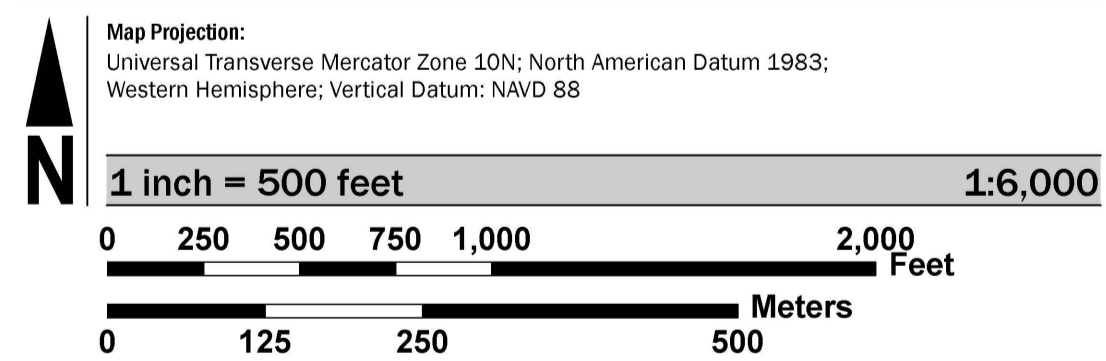 Map Projection:
Universal Transverse Mercator Zone 10N; North American Datum 1983;
Western Hemisphere; Vertical Datum: NAVD 88
N
1 inch = 500 feet 1:6,000
0 250 500 750 1,000 2,000
Feet
Meters
0 125 250 500